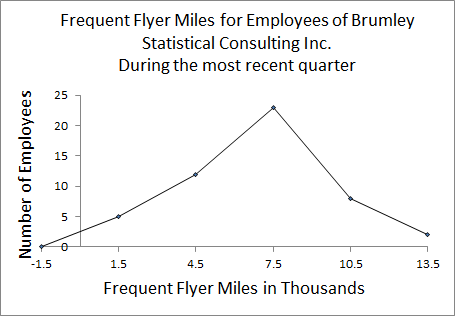 Frequent Flyer Miles for Employees of Brumley
Statistical Consulting Inc.
During the most recent quarter
Number of Employees
25
20
15
10
5
0
-1.5 1.5 4.5 7.5 10.5 13.5
Frequent Flyer Miles in Thousands